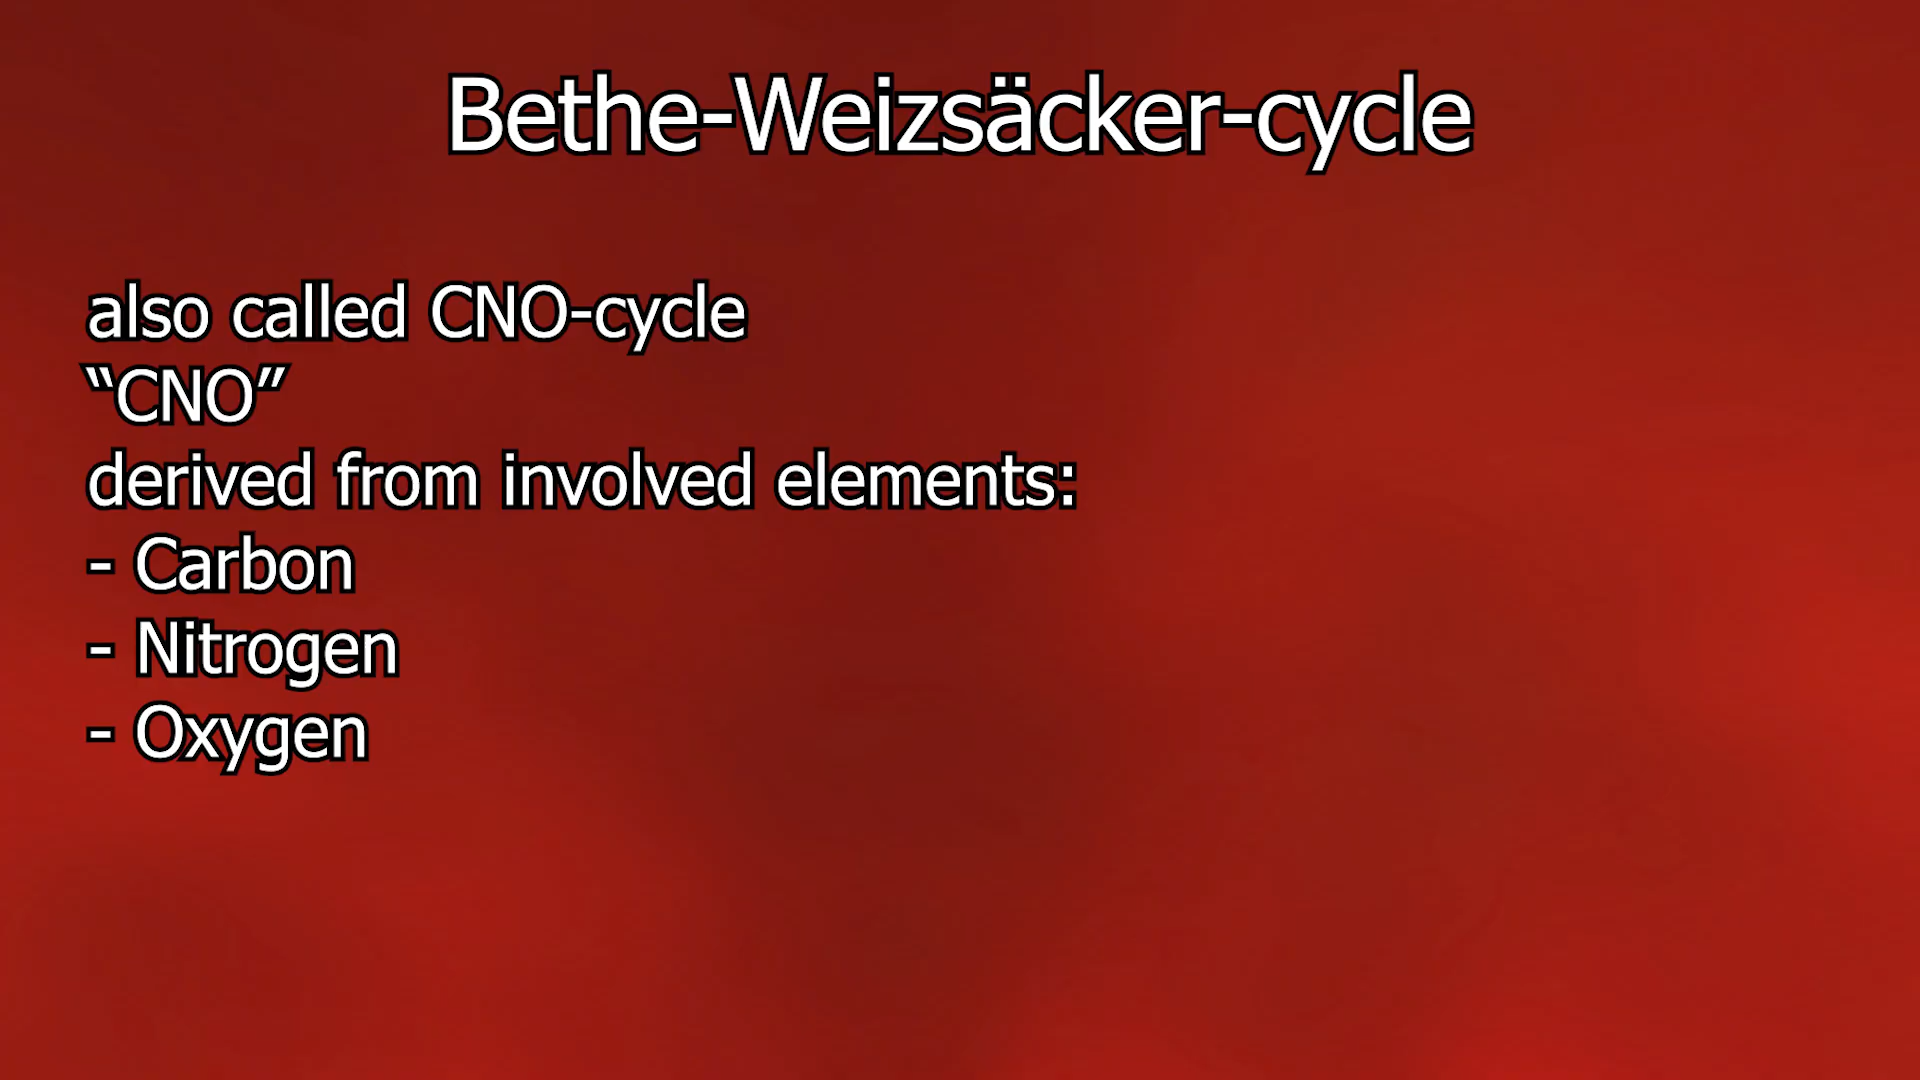 Bethe-Weizsäcker-cycle
also called CNO-cycle
“CNO”
derived from involved elements:
- Carbon
- Nitrogen
- Oxygen